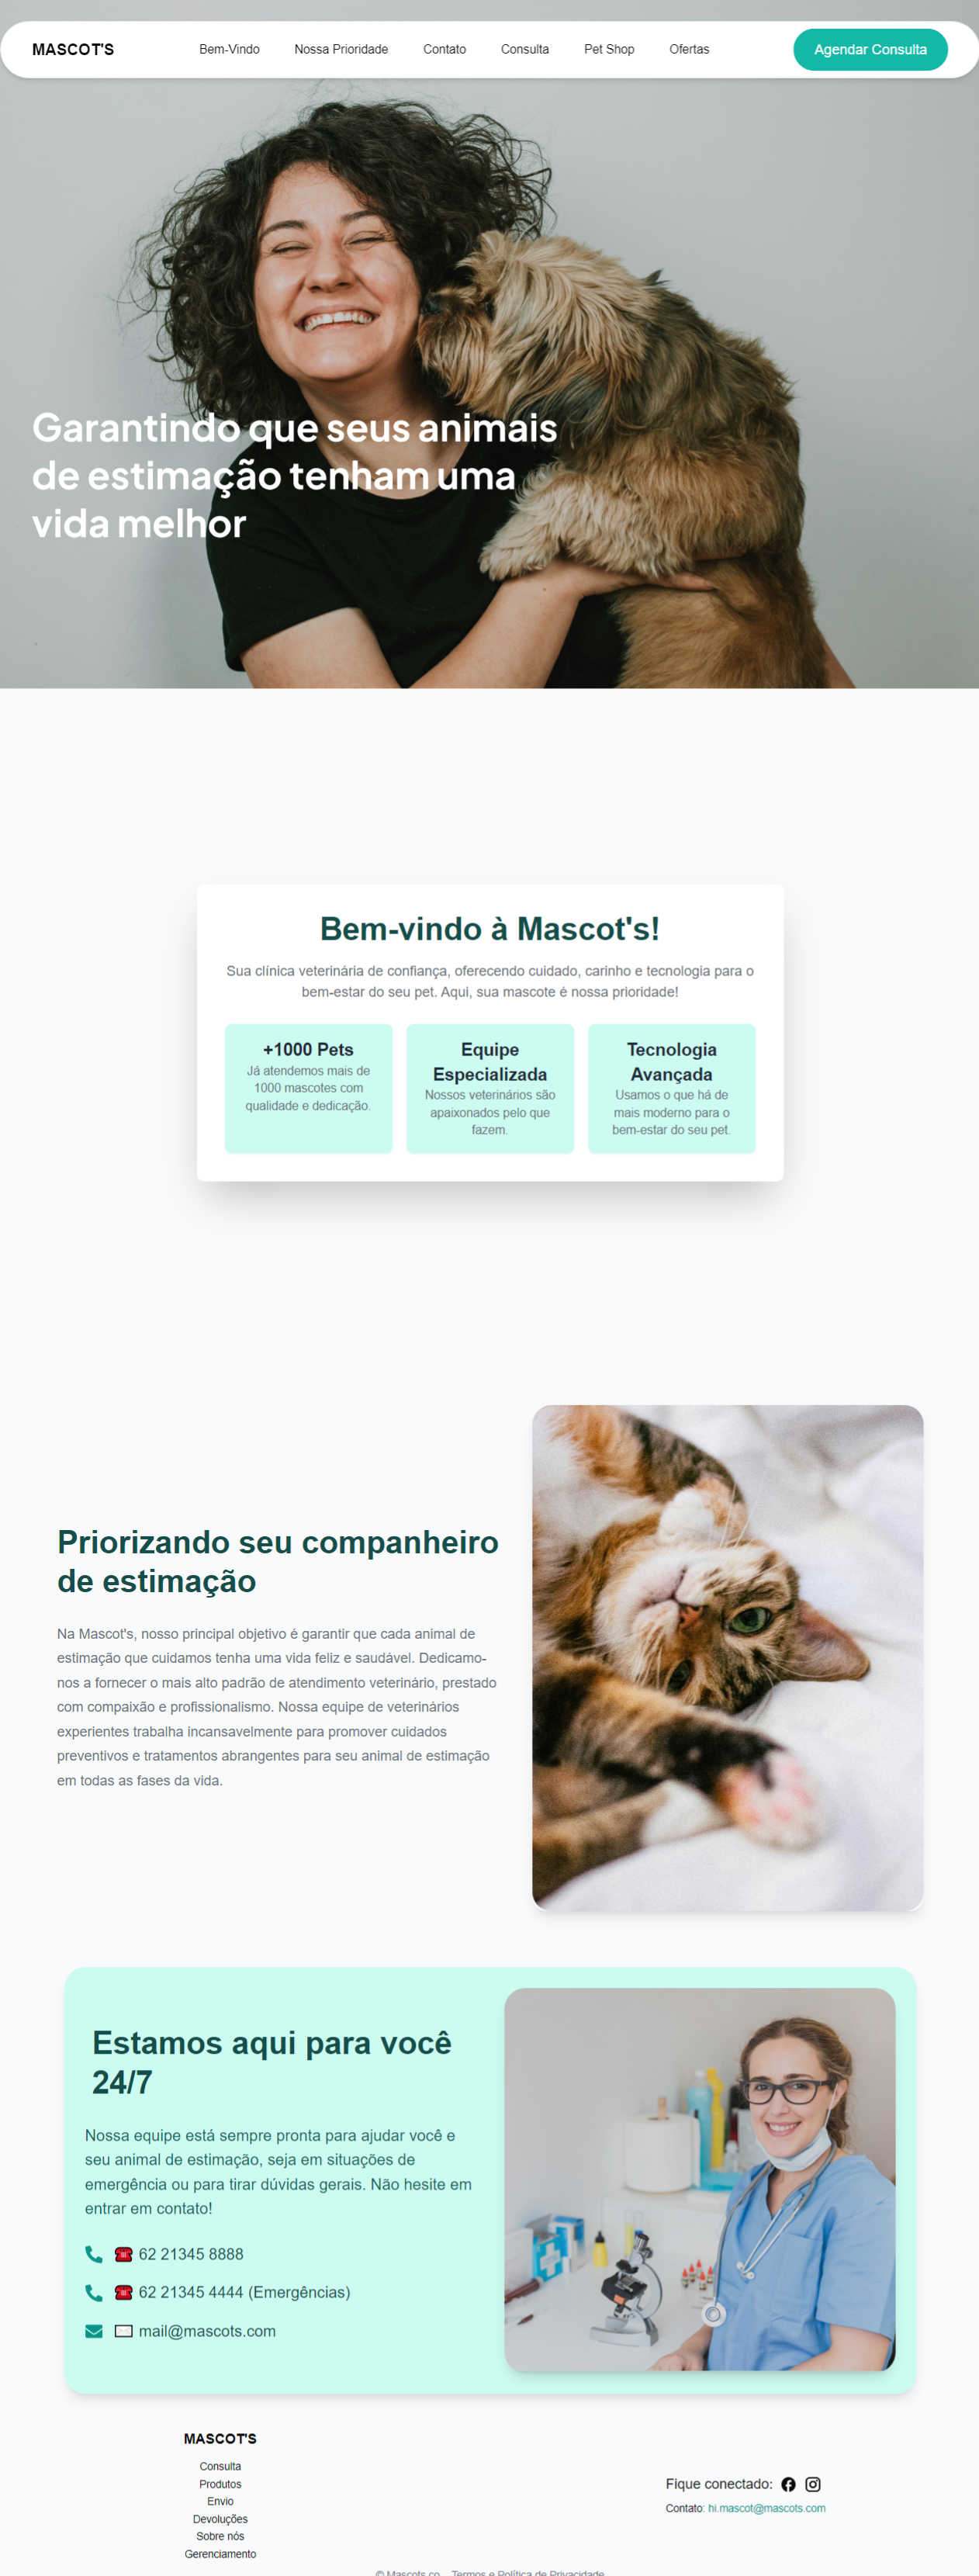 MASCOT'S
Bem-Vindo
Nossa Prioridade
Contato
Consulta
Pet Shop
Ofertas
Agendar Consulta
Garantindo que seus animais
de estimação tenham uma
vida melhor
Bem-vindo à Mascot's!
Sua clínica veterinária de confiança, oferecendo cuidado, carinho e tecnologia para o
bem-estar do seu pet. Aqui, sua mascote é nossa prioridade!
+1000 Pets
Já atendemos mais de
1000 mascotes com
qualidade e dedicação.
Equipe
Especializada
Nossos veterinários são
apaixonados pelo que
fazem.
Tecnologia
Avançada
Usamos o que há de
mais moderno para o
bem-estar do seu pet.
Priorizando seu companheiro
de estimação
Na Mascot's, nosso principal objetivo é garantir que cada animal de
estimação que cuidamos tenha uma vida feliz e saudável. Dedicamo-
nos a fornecer o mais alto padrão de atendimento veterinário, prestado
com compaixão e profissionalismo. Nossa equipe de veterinários
experientes trabalha incansavelmente para promover cuidados
preventivos e tratamentos abrangentes para seu animal de estimação
em todas as fases da vida.
Estamos aqui para você
24/7
Nossa equipe está sempre pronta para ajudar você e
seu animal de estimação, seja em situações de
emergência ou para tirar dúvidas gerais. Não hesite em
entrar em contato!
☎️ 62 21345 8888
☎️ 62 21345 4444 (Emergências)
✉️ mail@mascots.com
MASCOT'S
Consulta
Produtos
Envio
Devoluções
Sobre nós
Gerenciamento
Fique conectado:
Contato: hi.mascot@mascots.com
© Mascots.co Termos e Política de Privacidade